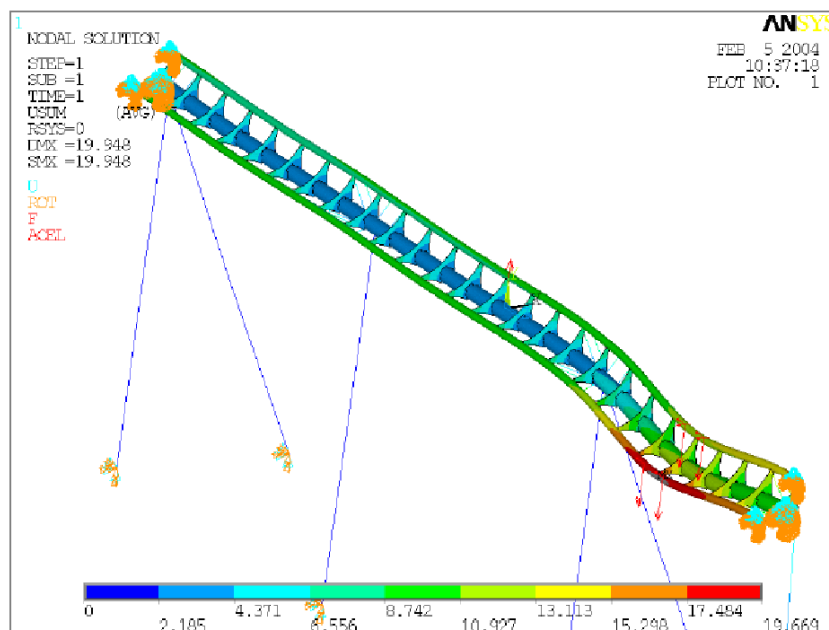 1
NODAL SOLUTION
STEP=1
SUB =1
TIME=1
USUM (AVG)
RSYS=0
DMX =19.948
SMX =19.948
U
ROT
F
ACEL
ANSYS
FEB 5 2004
10:37:18
PLOT NO. 1
X
0 4.371 8.742 13.113 17.484
2.185 6.556 10.927 15.298 19.669